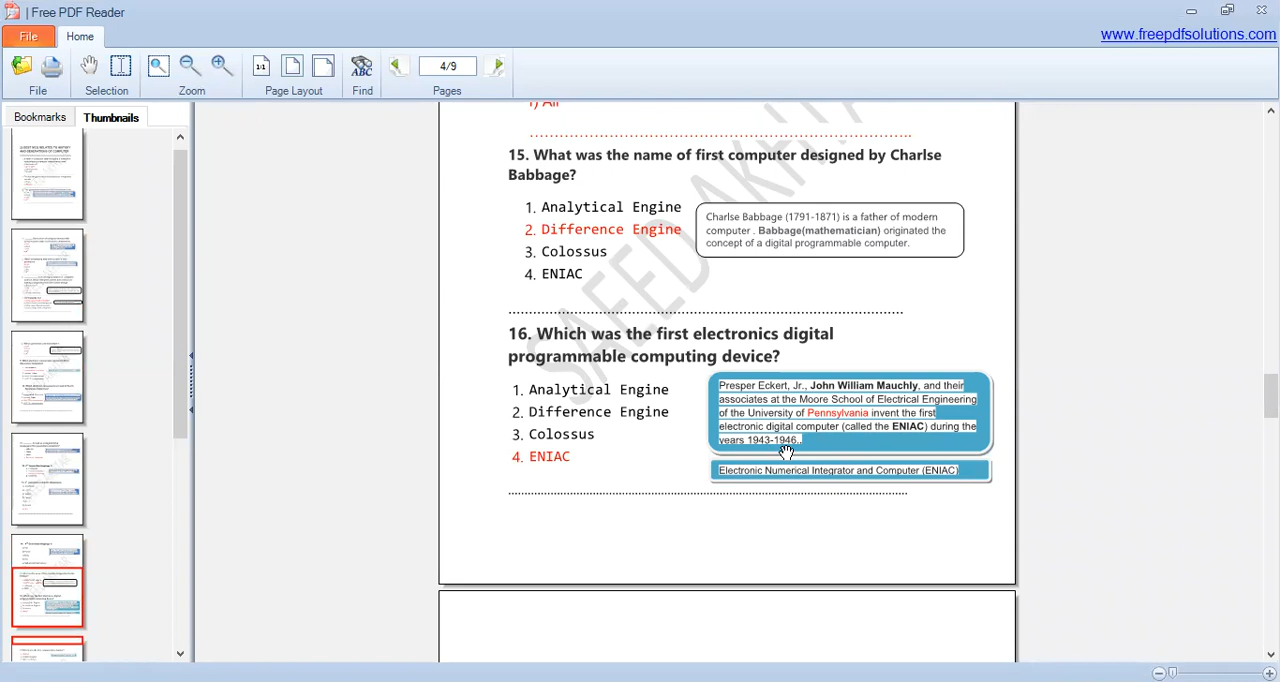 Free PDF Reader
www.freepdfsolutions.com
File
Home
1:1
ABC
4/9
File
Selection
Zoom
Page Layout
Find
Pages
Bookmarks
Thumbnails
15. What was the name of first computer designed by Charlse
Babbage?
1. Analytical Engine
2. Difference Engine
3. Colossus
4. ENIAC
Charlse Babbage (1791-1871) is a father of modern
computer . Babbage(mathematician) originated the
concept of a digital programmable computer.
16. Which was the first electronics digital
programmable computing device?
1. Analytical Engine
2. Difference Engine
3. Colossus
4. ENIAC
Presper Eckert, Jr., John William Mauchly, and their
associates at the Moore School of Electrical Engineering
of the University of Pennsylvania invent the first
electronic digital computer (called the ENIAC) during the
years 1943-1946..
Electronic Numerical Integrator and Computer (ENIAC)